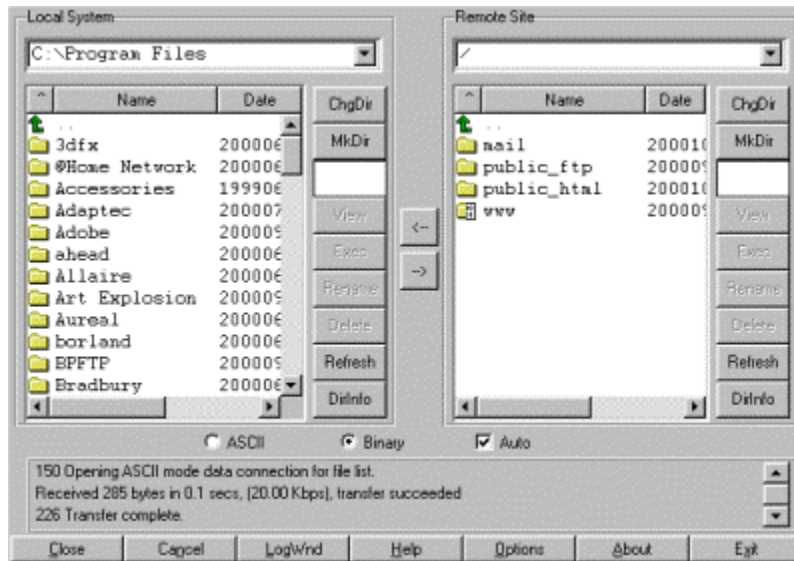 Local System
C:\Program Files
^ Name Date
..
3dfx 200006
@Home Network 200006
Accessories 199906
Adaptec 200007
Adobe 200009
ahead 200006
Allaire 200006
Art Explosion 200009
Aureal 200006
borland 200006
BPFTP 200009
Bradbury 200006
ChgDir
MkDir
View
Exec
Rename
Delete
Refresh
DirInfo
<--
-->
Remote Site
/
^ Name Date
..
mail 200010
public_ftp 200009
public_html 200010
www 200009
ChgDir
MkDir
View
Exec
Rename
Delete
Refresh
DirInfo
ASCII Binary Auto
150 Opening ASCII mode data connection for file list.
Received 285 bytes in 0.1 secs, (20.00 Kbps), transfer succeeded
226 Transfer complete.
Close Cancel LogWnd Help Options About Exit